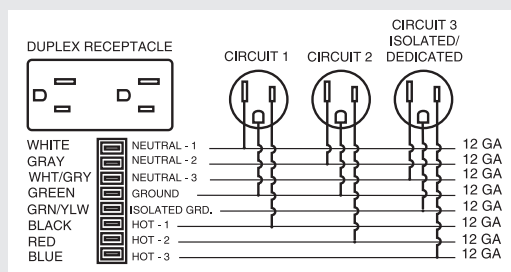 CIRCUIT 3
ISOLATED/
DEDICATED
DUPLEX RECEPTACLE
CIRCUIT 1
CIRCUIT 2
WHITE NEUTRAL - 1 12 GA
GRAY NEUTRAL - 2 12 GA
WHT/GRY NEUTRAL - 3 12 GA
GREEN GROUND 12 GA
GRN/YLW ISOLATED GRD. 12 GA
BLACK HOT - 1 12 GA
RED HOT - 2 12 GA
BLUE HOT - 3 12 GA